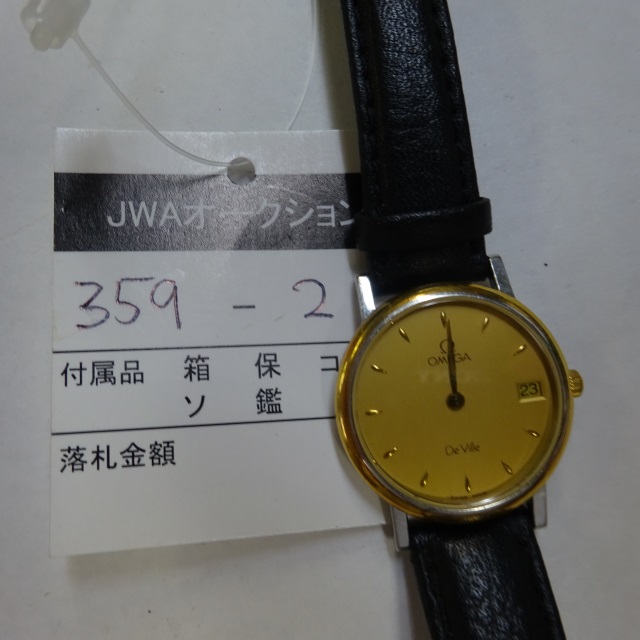 JWAオークション
359 - 2
付属品 箱 保 コ
ソ 鑑
落札金額
OMEGA
23
De Ville